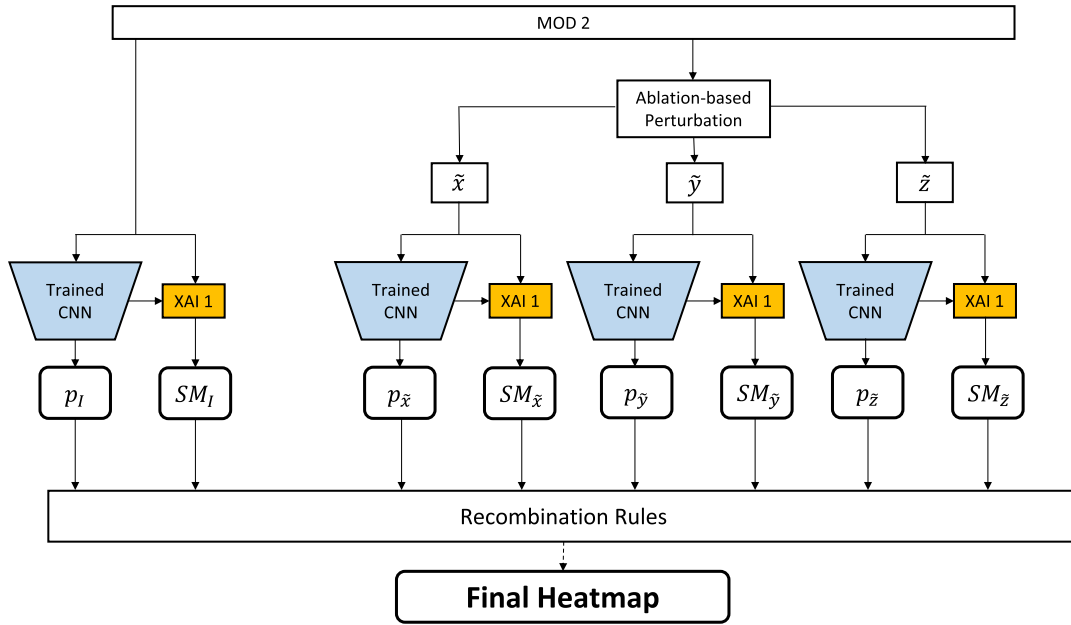 MOD 2
Ablation-based
Perturbation
x̃
ỹ
z̃
Trained
CNN
XAI 1
Trained
CNN
XAI 1
Trained
CNN
XAI 1
Trained
CNN
XAI 1
p_I
SM_I
p_x̃
SM_x̃
p_ỹ
SM_ỹ
p_z̃
SM_z̃
Recombination Rules
Final Heatmap